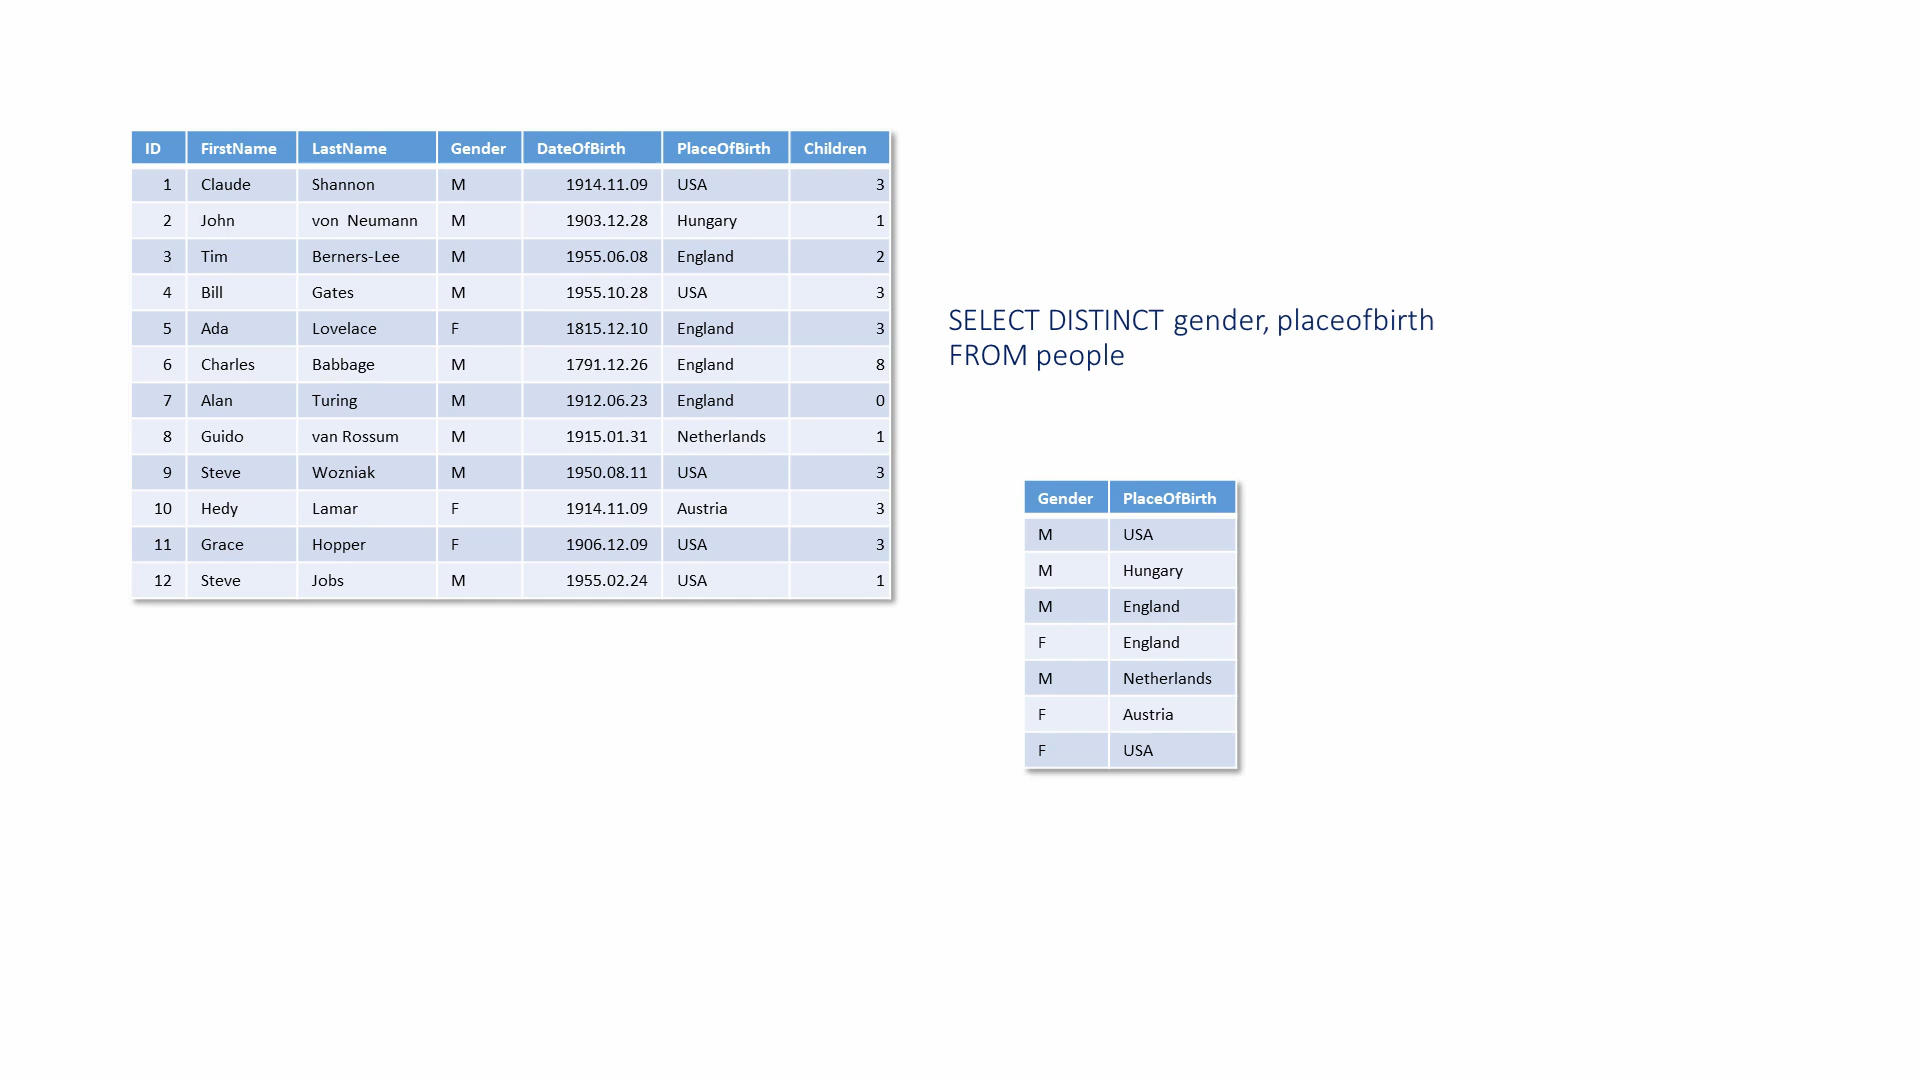 ID FirstName LastName Gender DateOfBirth PlaceOfBirth Children
1 Claude Shannon M 1914.11.09 USA 3
2 John von Neumann M 1903.12.28 Hungary 1
3 Tim Berners-Lee M 1955.06.08 England 2
4 Bill Gates M 1955.10.28 USA 3
5 Ada Lovelace F 1815.12.10 England 3
6 Charles Babbage M 1791.12.26 England 8
7 Alan Turing M 1912.06.23 England 0
8 Guido van Rossum M 1915.01.31 Netherlands 1
9 Steve Wozniak M 1950.08.11 USA 3
10 Hedy Lamar F 1914.11.09 Austria 3
11 Grace Hopper F 1906.12.09 USA 3
12 Steve Jobs M 1955.02.24 USA 1
SELECT DISTINCT gender, placeofbirth
FROM people
Gender PlaceOfBirth
M USA
M Hungary
M England
F England
M Netherlands
F Austria
F USA